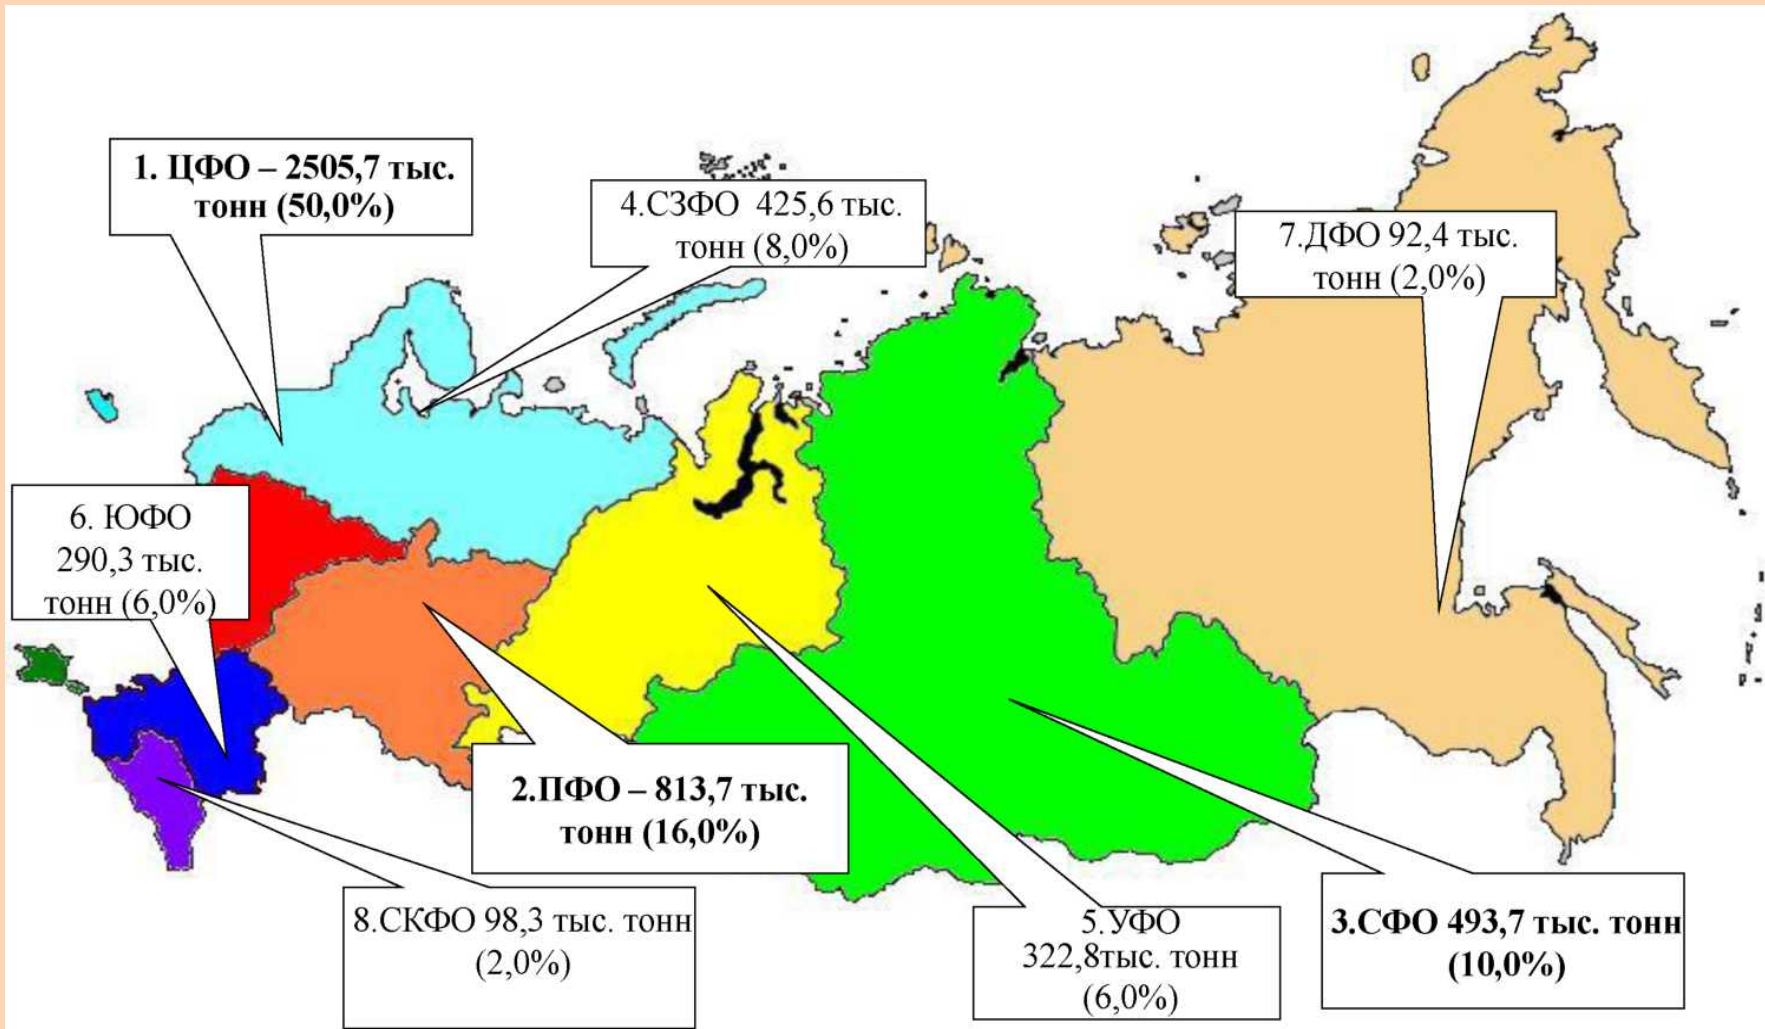 1. ЦФО – 2505,7 тыс.
тонн (50,0%)
4.СЗФО 425,6 тыс.
тонн (8,0%)
7.ДФО 92,4 тыс.
тонн (2,0%)
6. ЮФО
290,3 тыс.
тонн (6,0%)
2.ПФО – 813,7 тыс.
тонн (16,0%)
8.СКФО 98,3 тыс. тонн
(2,0%)
5.УФО
322,8тыс. тонн
(6,0%)
3.СФО 493,7 тыс. тонн
(10,0%)